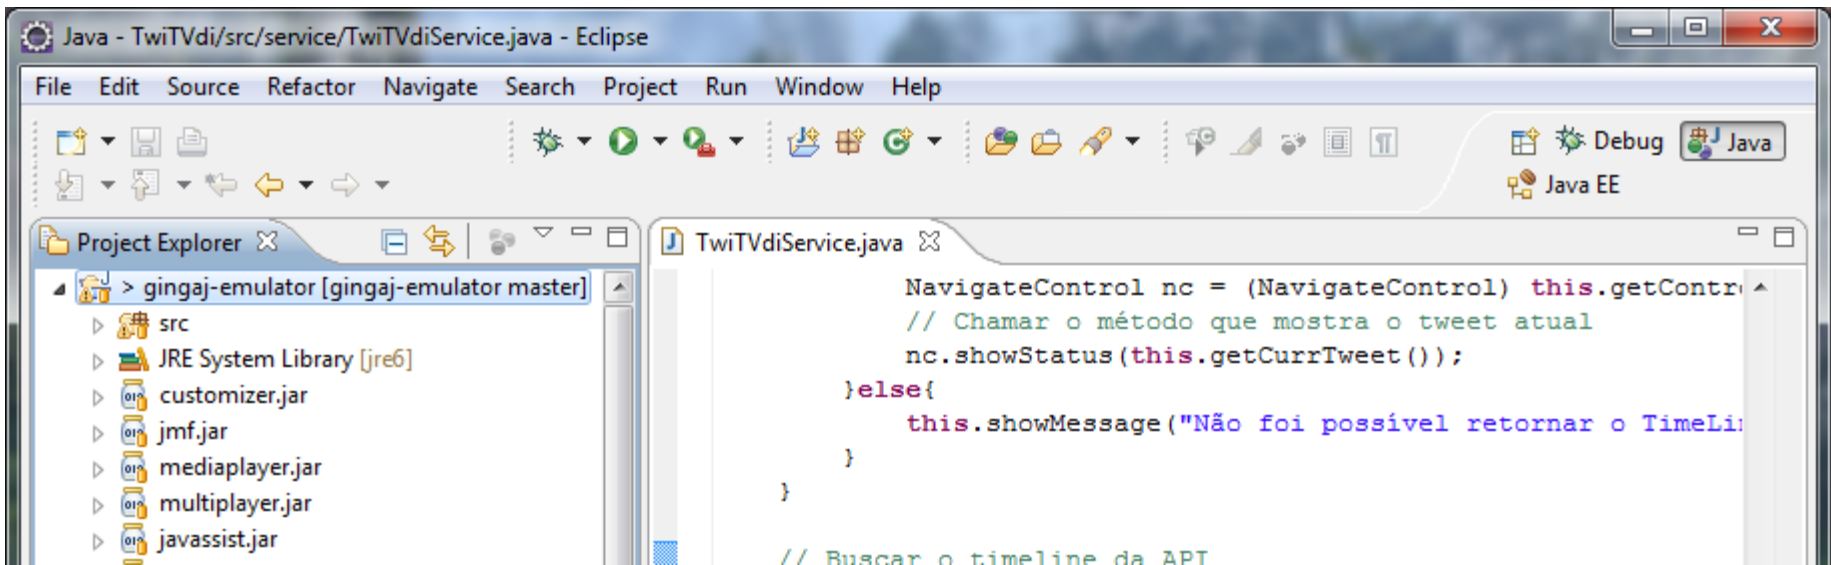 Java - TwiTVdi/src/service/TwiTVdiService.java - Eclipse
File Edit Source Refactor Navigate Search Project Run Window Help
Debug Java
Java EE
Project Explorer
> gingaj-emulator [gingaj-emulator master]
src
JRE System Library [jre6]
customizer.jar
jmf.jar
mediaplayer.jar
multiplayer.jar
javassist.jar
TwiTVdiService.java
NavigateControl nc = (NavigateControl) this.getContr
// Chamar o método que mostra o tweet atual
nc.showStatus(this.getCurrTweet());
}else{
this.showMessage("Não foi possível retornar o TimeLi
}
}
// Buscar o timeline da API